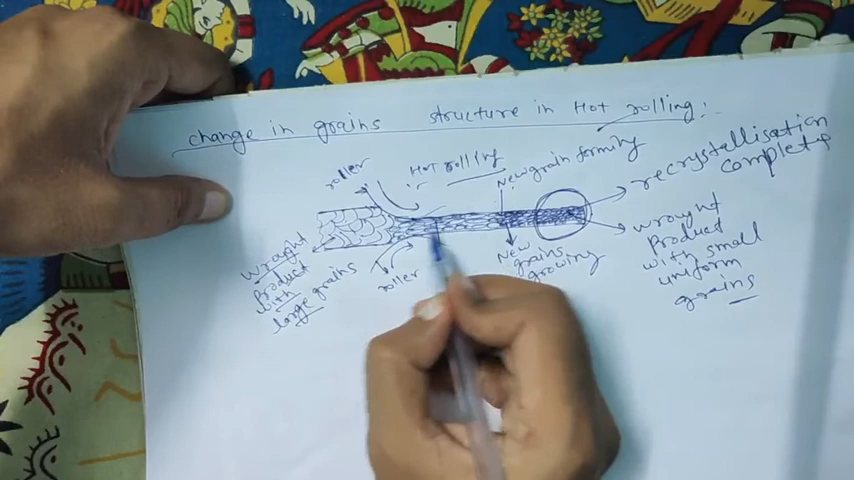 change in grains structure in Hot rolling:
roller
Hot rolling
New grain forming
recrystallisation
complete
wraght
product
with
large grains
roller
New
grains
growing
wrought
product
with small
uniform
grains